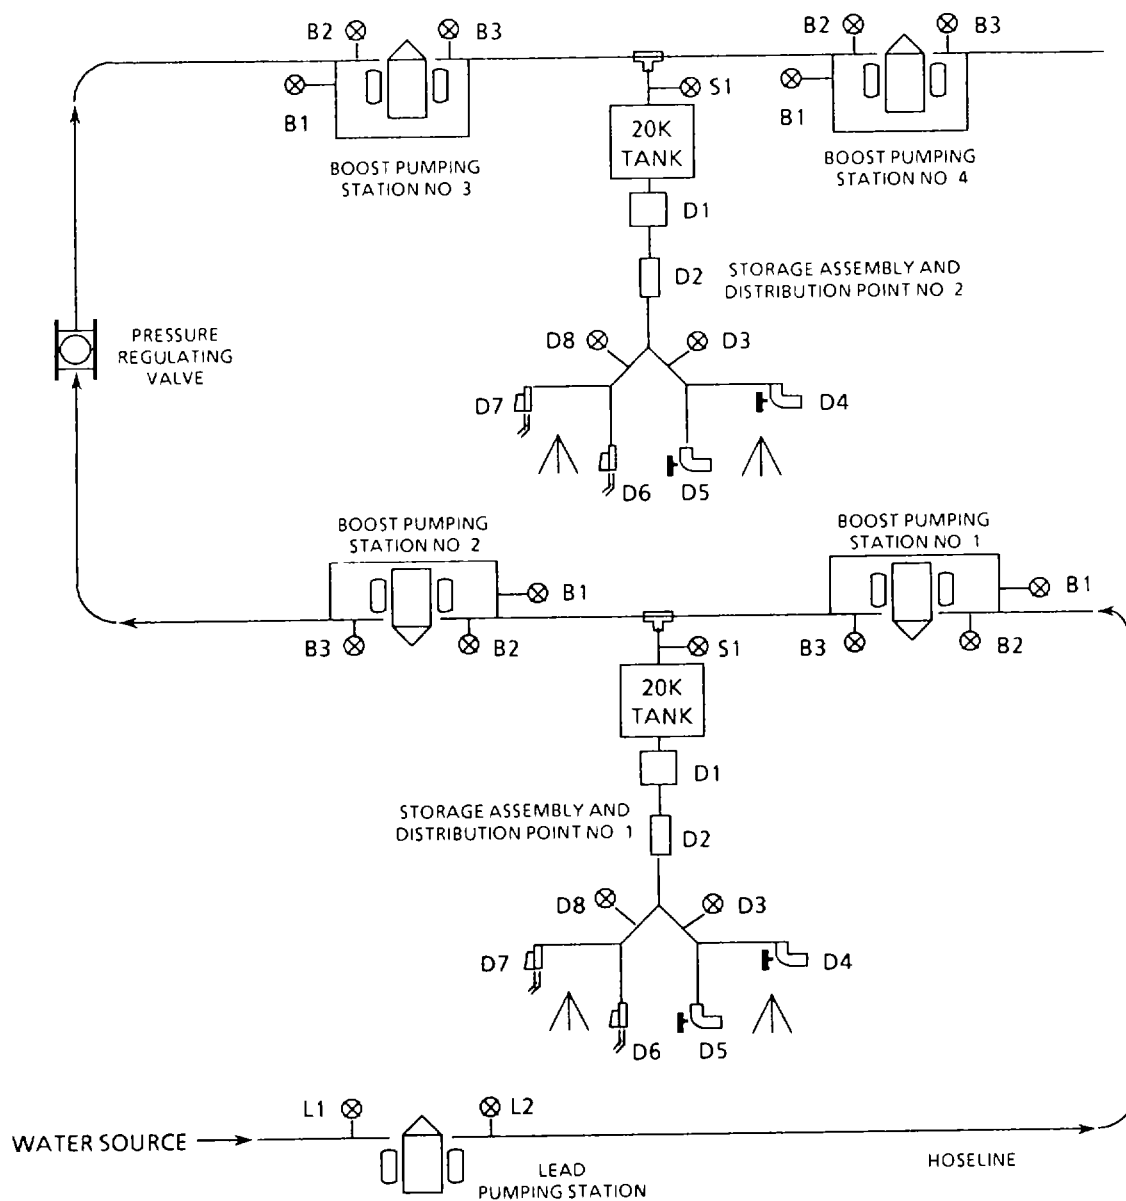 B2
B3
B1
BOOST PUMPING
STATION NO 3
S1
20K
TANK
B2
B3
B1
BOOST PUMPING
STATION NO 4
D1
D2
STORAGE ASSEMBLY AND
DISTRIBUTION POINT NO 2
D8
D3
D7
D4
D6
D5
PRESSURE
REGULATING
VALVE
BOOST PUMPING
STATION NO 2
B1
B3
B2
BOOST PUMPING
STATION NO 1
B1
B3
B2
S1
20K
TANK
D1
STORAGE ASSEMBLY AND
DISTRIBUTION POINT NO 1
D2
D8
D3
D7
D4
D6
D5
L1
L2
WATER SOURCE
LEAD
PUMPING STATION
HOSELINE